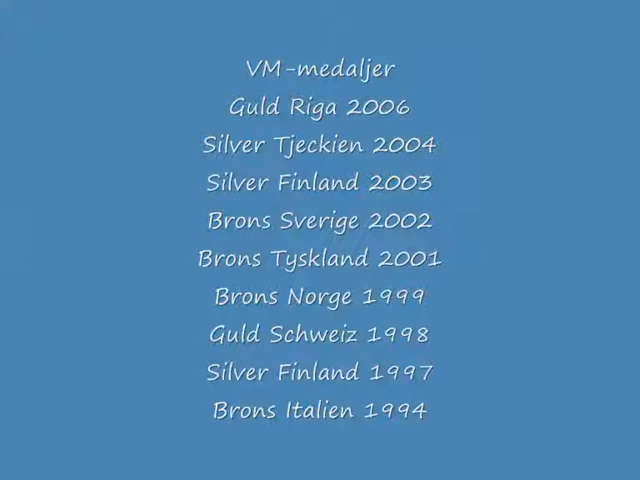 VM-medaljer
Guld Riga 2006
Silver Tjeckien 2004
Silver Finland 2003
Brons Sverige 2002
Brons Tyskland 2001
Brons Norge 1999
Guld Schweiz 1998
Silver Finland 1997
Brons Italien 1994